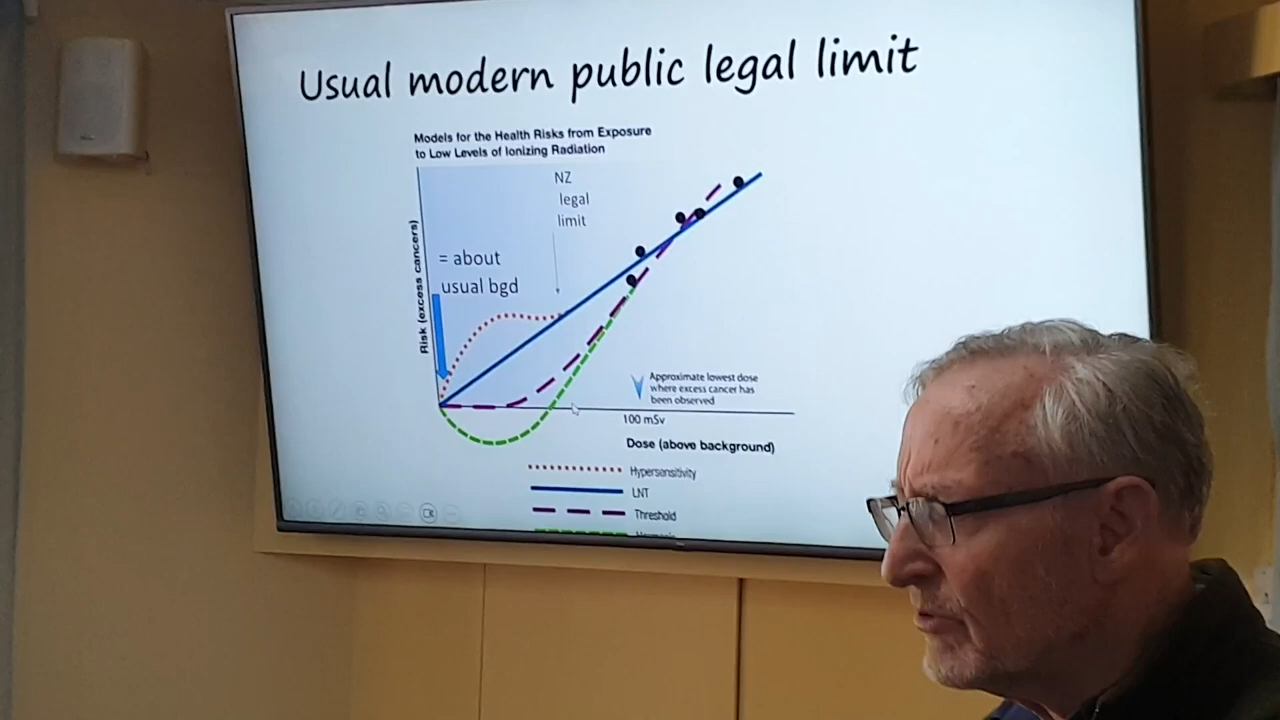 Usual modern public legal limit
Models for the Health Risks from Exposure
to Low Levels of Ionizing Radiation
NZ
legal
limit
= about
usual bgd
Risk (excess cancers)
Approximate lowest dose
where excess cancer has
been observed
100 mSv
Dose (above background)
Hypersensitivity
LNT
Threshold